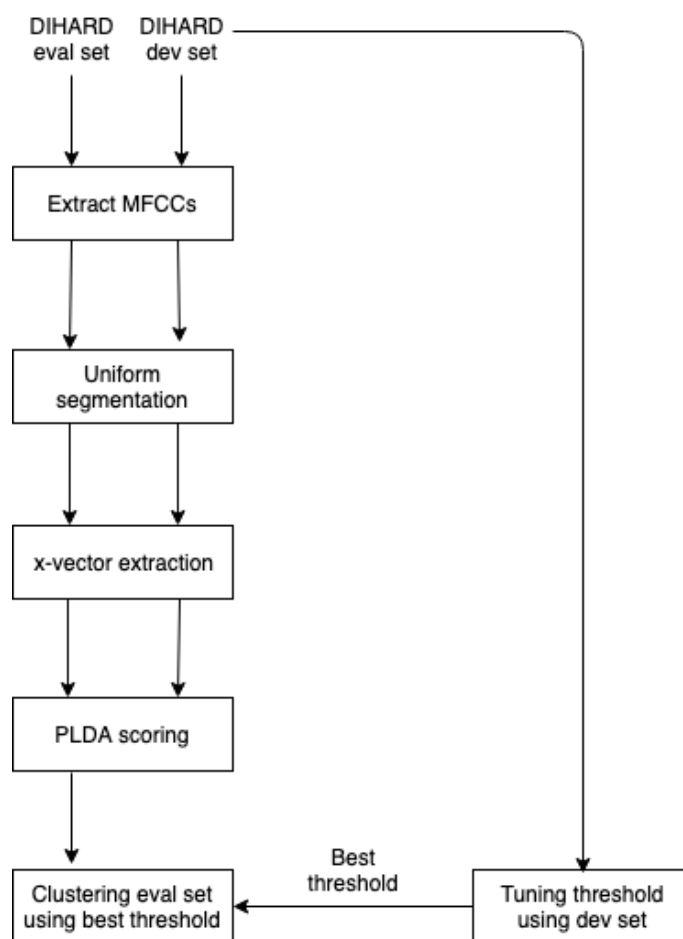 DIHARD
eval set
DIHARD
dev set
Extract MFCCs
Uniform
segmentation
x-vector extraction
PLDA scoring
Best
threshold
Clustering eval set
using best threshold
Tuning threshold
using dev set